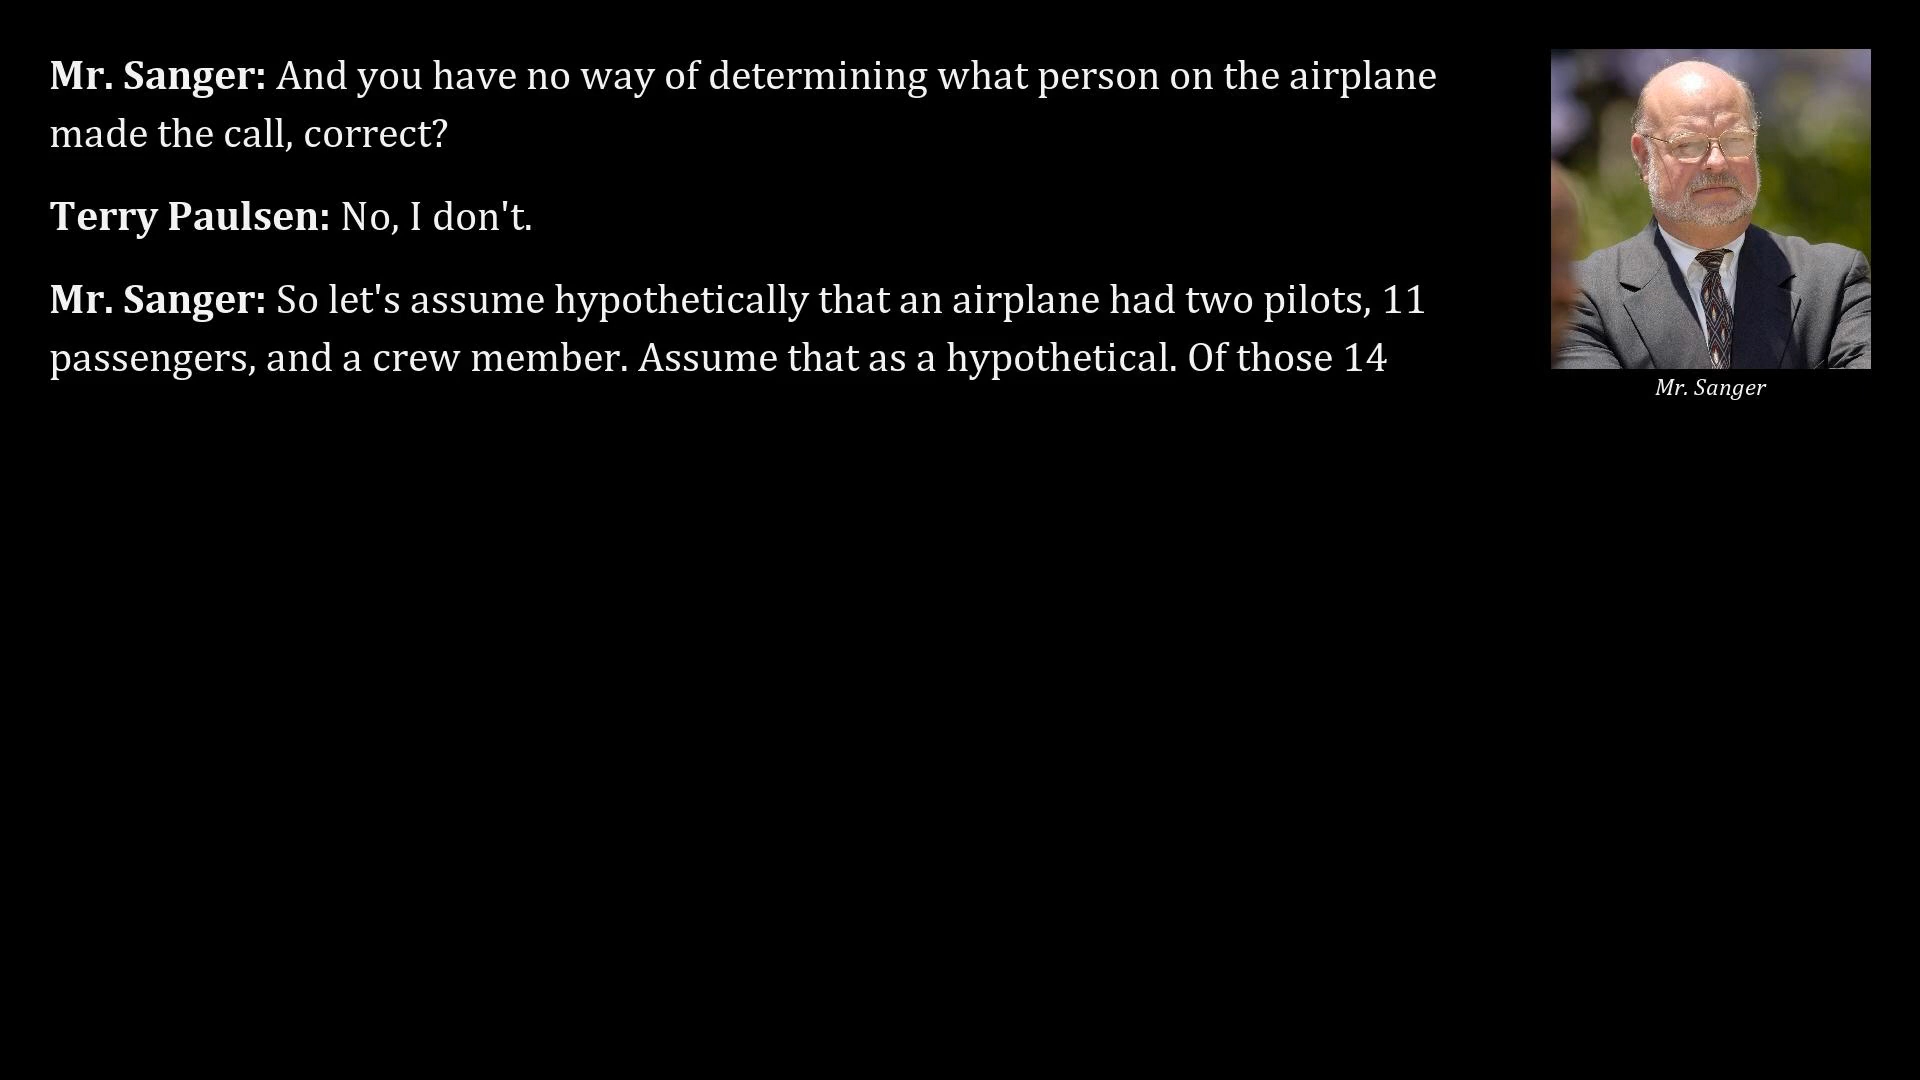 Mr. Sanger: And you have no way of determining what person on the airplane
made the call, correct?
Terry Paulsen: No, I don't.
Mr. Sanger: So let's assume hypothetically that an airplane had two pilots, 11
passengers, and a crew member. Assume that as a hypothetical. Of those 14
Mr. Sanger